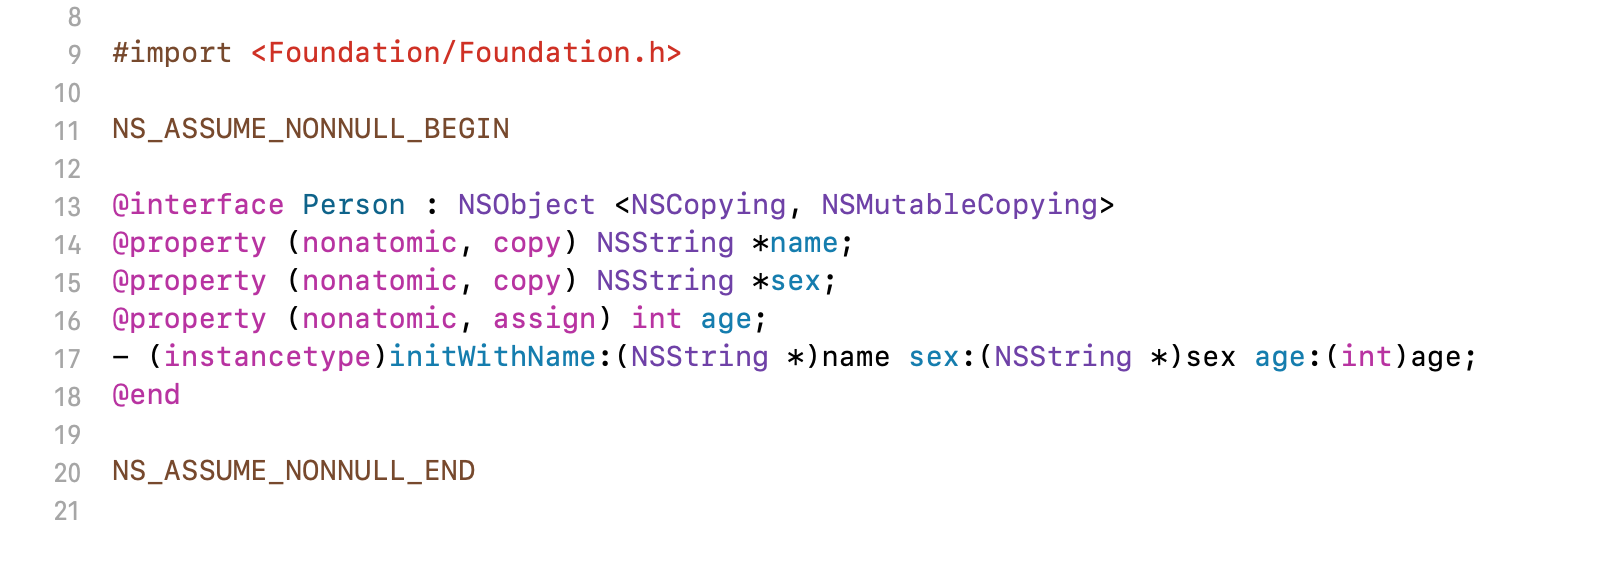 8
9 #import <Foundation/Foundation.h>
10
11 NS_ASSUME_NONNULL_BEGIN
12
13 @interface Person : NSObject <NSCopying, NSMutableCopying>
14 @property (nonatomic, copy) NSString *name;
15 @property (nonatomic, copy) NSString *sex;
16 @property (nonatomic, assign) int age;
17 - (instancetype)initWithName:(NSString *)name sex:(NSString *)sex age:(int)age;
18 @end
19
20 NS_ASSUME_NONNULL_END
21